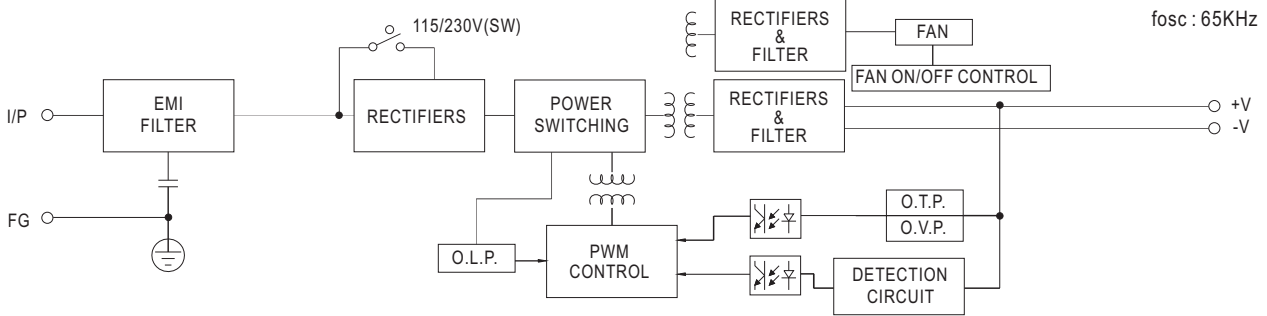 115/230V(SW)
RECTIFIERS
&
FILTER
FAN
fosc : 65KHz
FAN ON/OFF CONTROL
I/P
EMI
FILTER
RECTIFIERS
POWER
SWITCHING
RECTIFIERS
&
FILTER
+V
-V
FG
O.L.P.
PWM
CONTROL
O.T.P.
O.V.P.
DETECTION
CIRCUIT